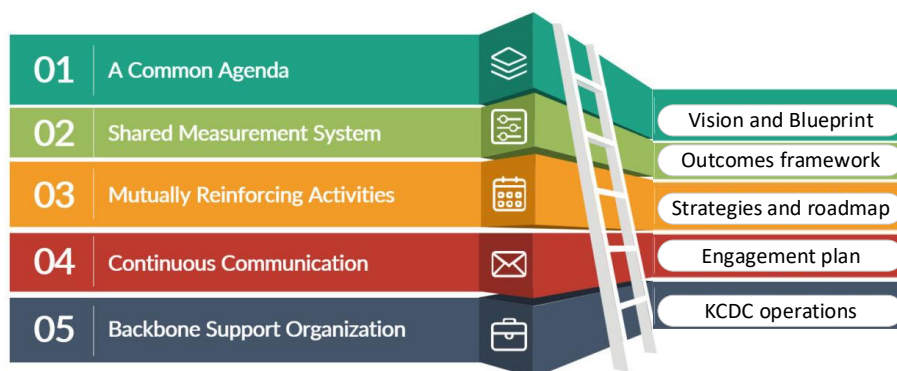 01 A Common Agenda
Vision and Blueprint
02 Shared Measurement System
Outcomes framework
03 Mutually Reinforcing Activities
Strategies and roadmap
04 Continuous Communication
Engagement plan
05 Backbone Support Organization
KCDC operations